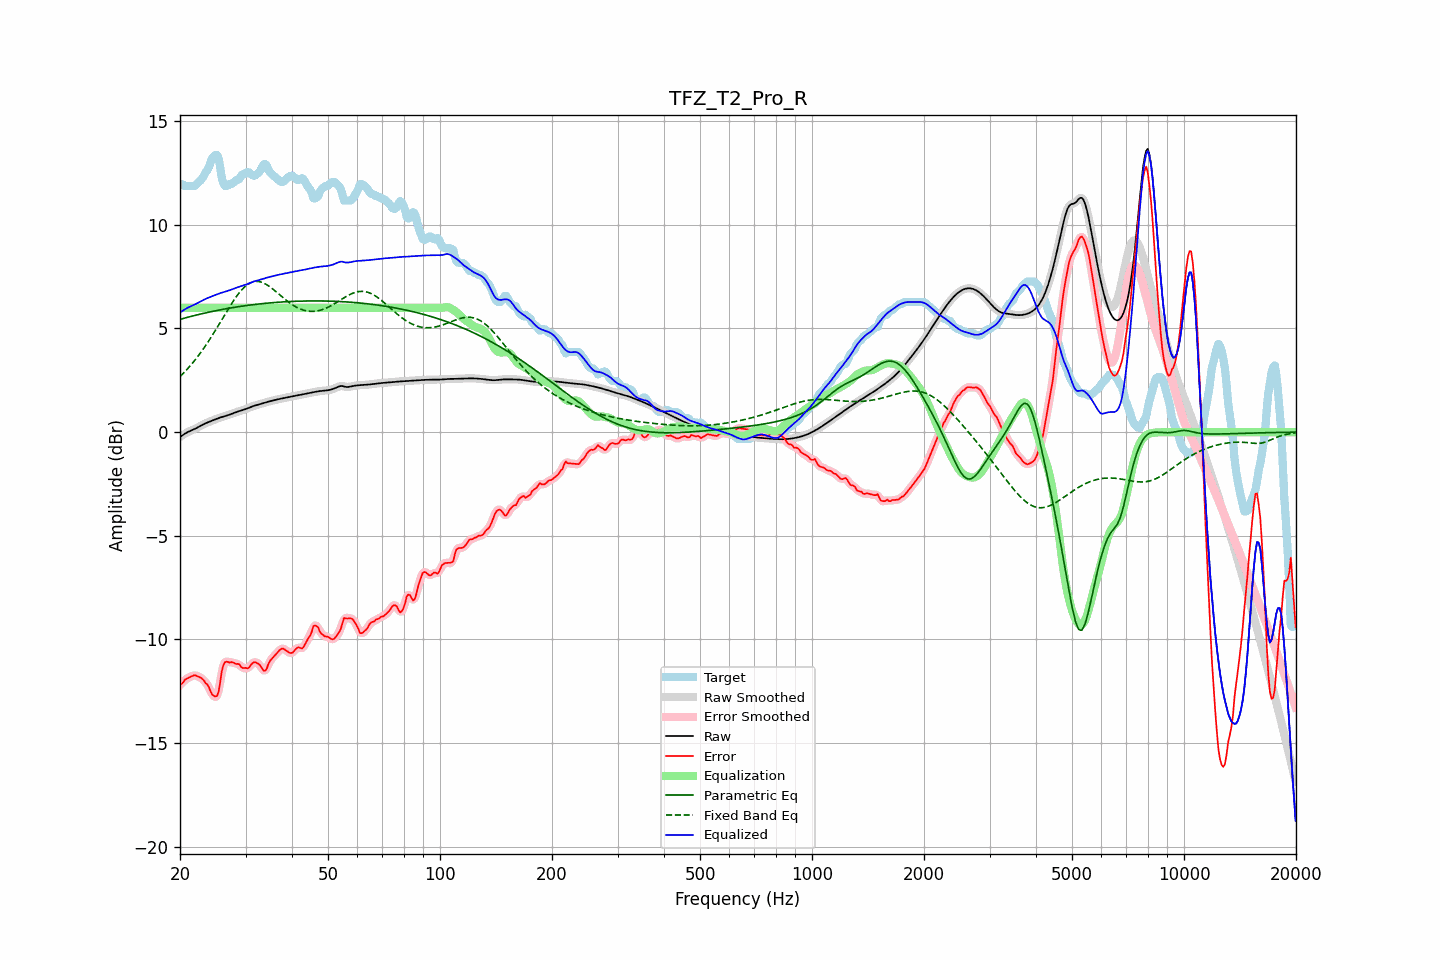 TFZ_T2_Pro_R
Amplitude (dBr)
15
10
5
0
−5
−10
−15
−20
20
50
100
200
500
1000
2000
5000
10000
20000
Frequency (Hz)
Target
Raw Smoothed
Error Smoothed
Raw
Error
Equalization
Parametric Eq
Fixed Band Eq
Equalized